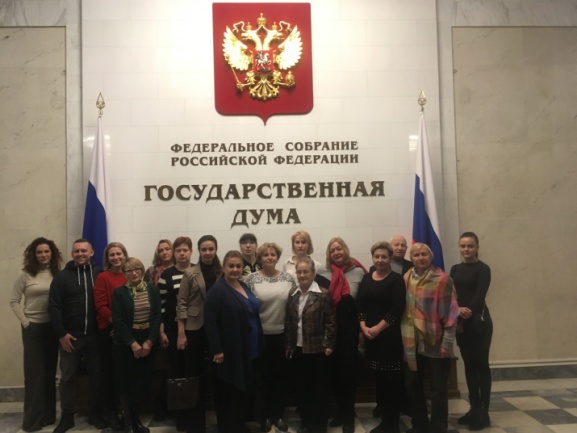 ФЕДЕРАЛЬНОЕ СОБРАНИЕ
РОССИЙСКОЙ ФЕДЕРАЦИИ
ГОСУДАРСТВЕННАЯ
ДУМА